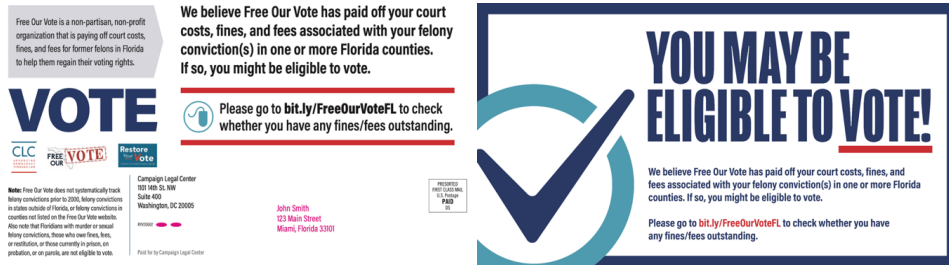 Free Our Vote is a non-partisan, non-profit
organization that is paying off court costs,
fines, and fees for former felons in Florida
to help them regain their voting rights.
VOTE
CLC
ADVANCING
DEMOCRACY
THROUGH LAW
FREE
OUR
VOTE
Restore
Your
Vote
Note: Free Our Vote does not systematically track
felony convictions prior to 2000, felony convictions
in states outside of Florida, or felony convictions in
counties not listed on the Free Our Vote website.
Also note that Floridians with murder or sexual
felony convictions, those who owe fines, fees,
or restitution, or those currently in prison, on
probation, or on parole, are not eligible to vote.
We believe Free Our Vote has paid off your court
costs, fines, and fees associated with your felony
conviction(s) in one or more Florida counties.
If so, you might be eligible to vote.
Please go to bit.ly/FreeOurVoteFL to check
whether you have any fines/fees outstanding.
Campaign Legal Center
1101 14th St. NW
Suite 400
Washington, DC 20005
Paid for by Campaign Legal Center
John Smith
123 Main Street
Miami, Florida 33101
PRESORTED
FIRST CLASS MAIL
U.S. Postage
PAID
DS
YOU MAY BE
ELIGIBLE TO VOTE!
We believe Free Our Vote has paid off your court costs, fines, and
fees associated with your felony conviction(s) in one or more Florida
counties. If so, you might be eligible to vote.
Please go to bit.ly/FreeOurVoteFL to check whether you have
any fines/fees outstanding.